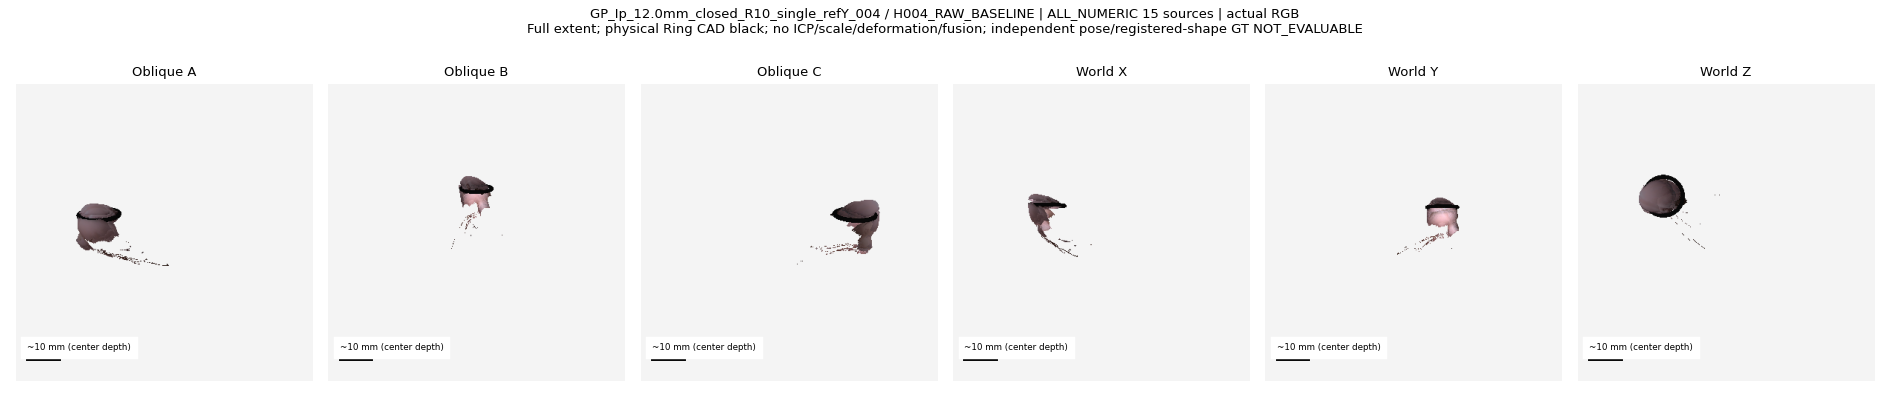 GP_Ip_12.0mm_closed_R10_single_refY_004 / H004_RAW_BASELINE | ALL_NUMERIC 15 sources | actual RGB
Full extent; physical Ring CAD black; no ICP/scale/deformation/fusion; independent pose/registered-shape GT NOT_EVALUABLE
Oblique A
Oblique B
Oblique C
World X
World Y
World Z
~10 mm (center depth)
~10 mm (center depth)
~10 mm (center depth)
~10 mm (center depth)
~10 mm (center depth)
~10 mm (center depth)